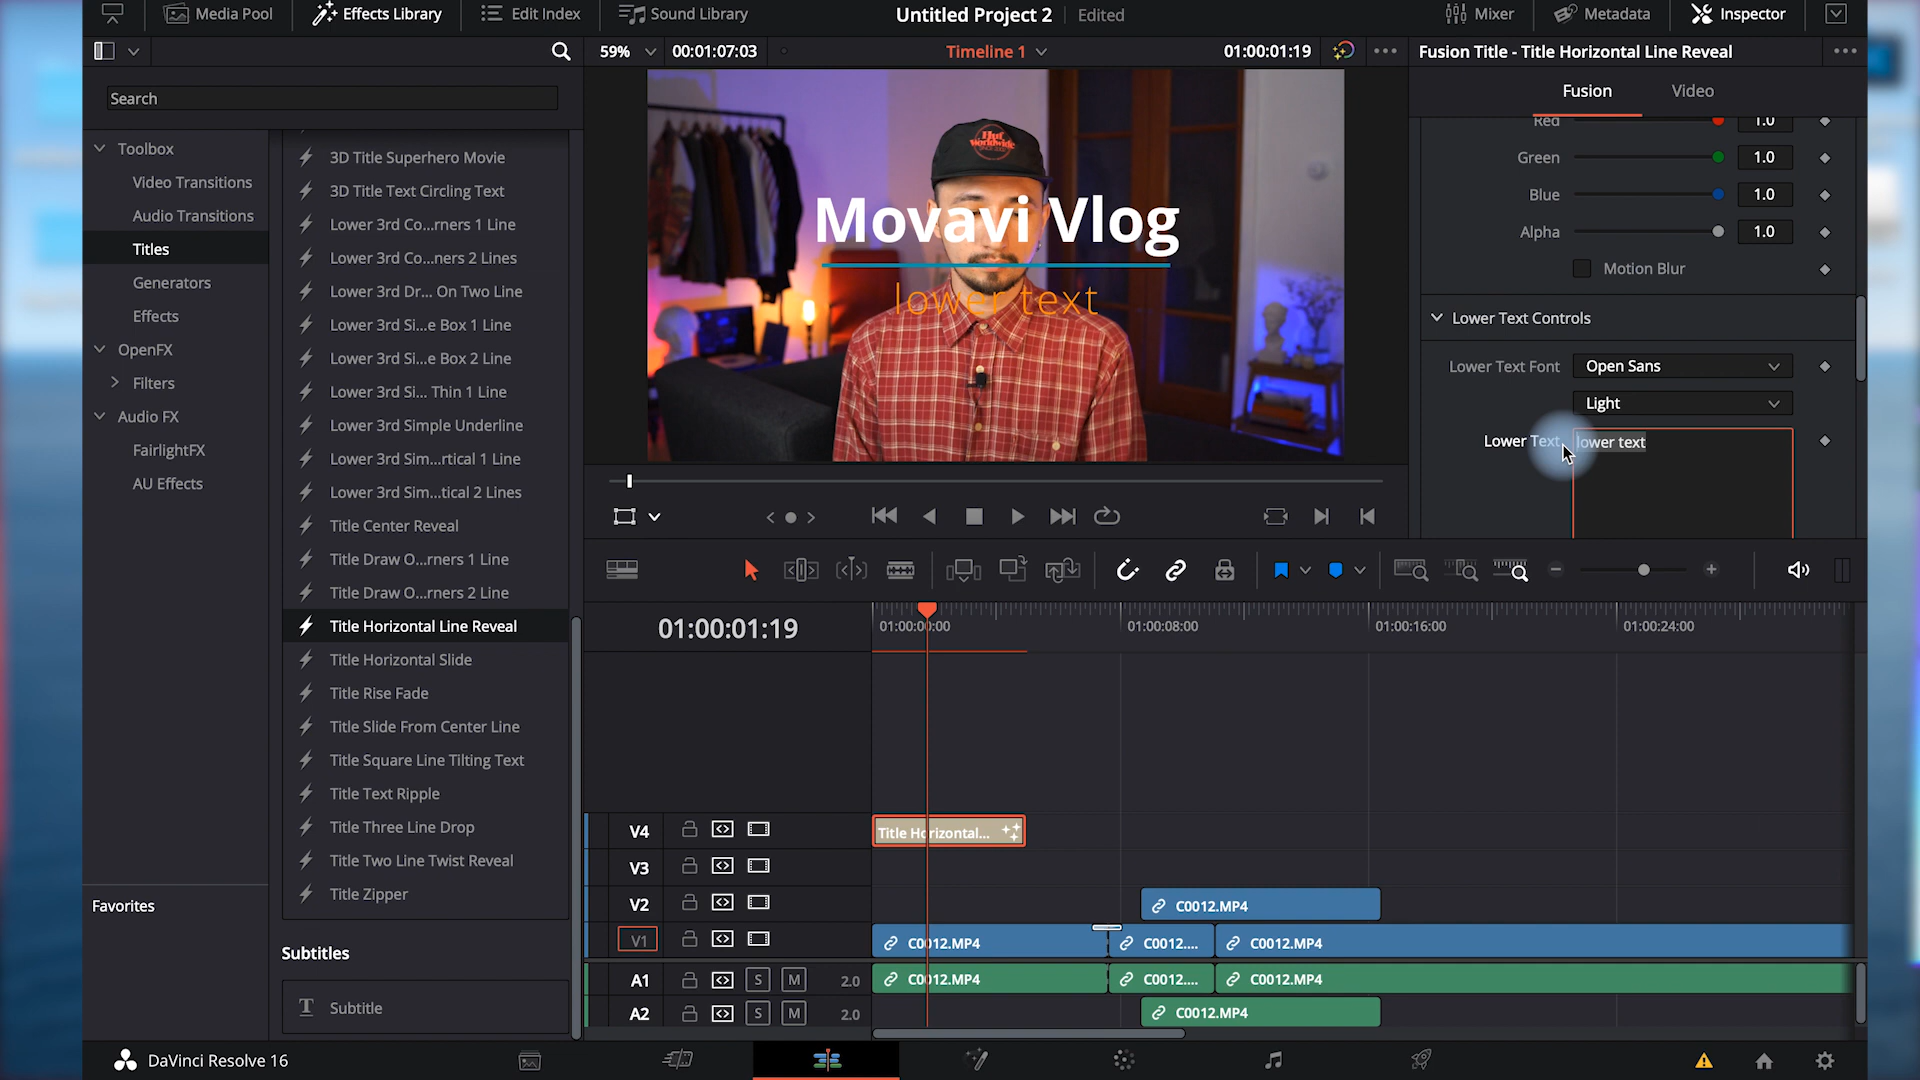 Media Pool
Effects Library
Edit Index
Sound Library
Untitled Project 2
Edited
Mixer
Metadata
Inspector
59%
00:01:07:03
Timeline 1
01:00:01:19
Fusion Title - Title Horizontal Line Reveal
Search
Fusion
Video
Toolbox
Video Transitions
Audio Transitions
Titles
Generators
Effects
OpenFX
Filters
Audio FX
FairlightFX
AU Effects
Favorites
3D Title Superhero Movie
3D Title Text Circling Text
Lower 3rd Co...rners 1 Line
Lower 3rd Co...ners 2 Lines
Lower 3rd Dr... On Two Line
Lower 3rd Si...e Box 1 Line
Lower 3rd Si...e Box 2 Line
Lower 3rd Si... Thin 1 Line
Lower 3rd Simple Underline
Lower 3rd Sim...rtical 1 Line
Lower 3rd Sim...tical 2 Lines
Title Center Reveal
Title Draw O...rners 1 Line
Title Draw O...rners 2 Line
Title Horizontal Line Reveal
Title Horizontal Slide
Title Rise Fade
Title Slide From Center Line
Title Square Line Tilting Text
Title Text Ripple
Title Three Line Drop
Title Two Line Twist Reveal
Title Zipper
Subtitles
Subtitle
Movavi Vlog
lower text
Red
1.0
Green
1.0
Blue
1.0
Alpha
1.0
Motion Blur
Lower Text Controls
Lower Text Font
Open Sans
Light
Lower Text
lower text
01:00:01:19
01:00:00:00
01:00:08:00
01:00:16:00
01:00:24:00
V4
Title Horizontal...
V3
V2
C0012.MP4
V1
C0012.MP4
C0012....
C0012.MP4
A1
S
M
2.0
C0012.MP4
C0012....
C0012.MP4
A2
S
M
2.0
C0012.MP4
DaVinci Resolve 16